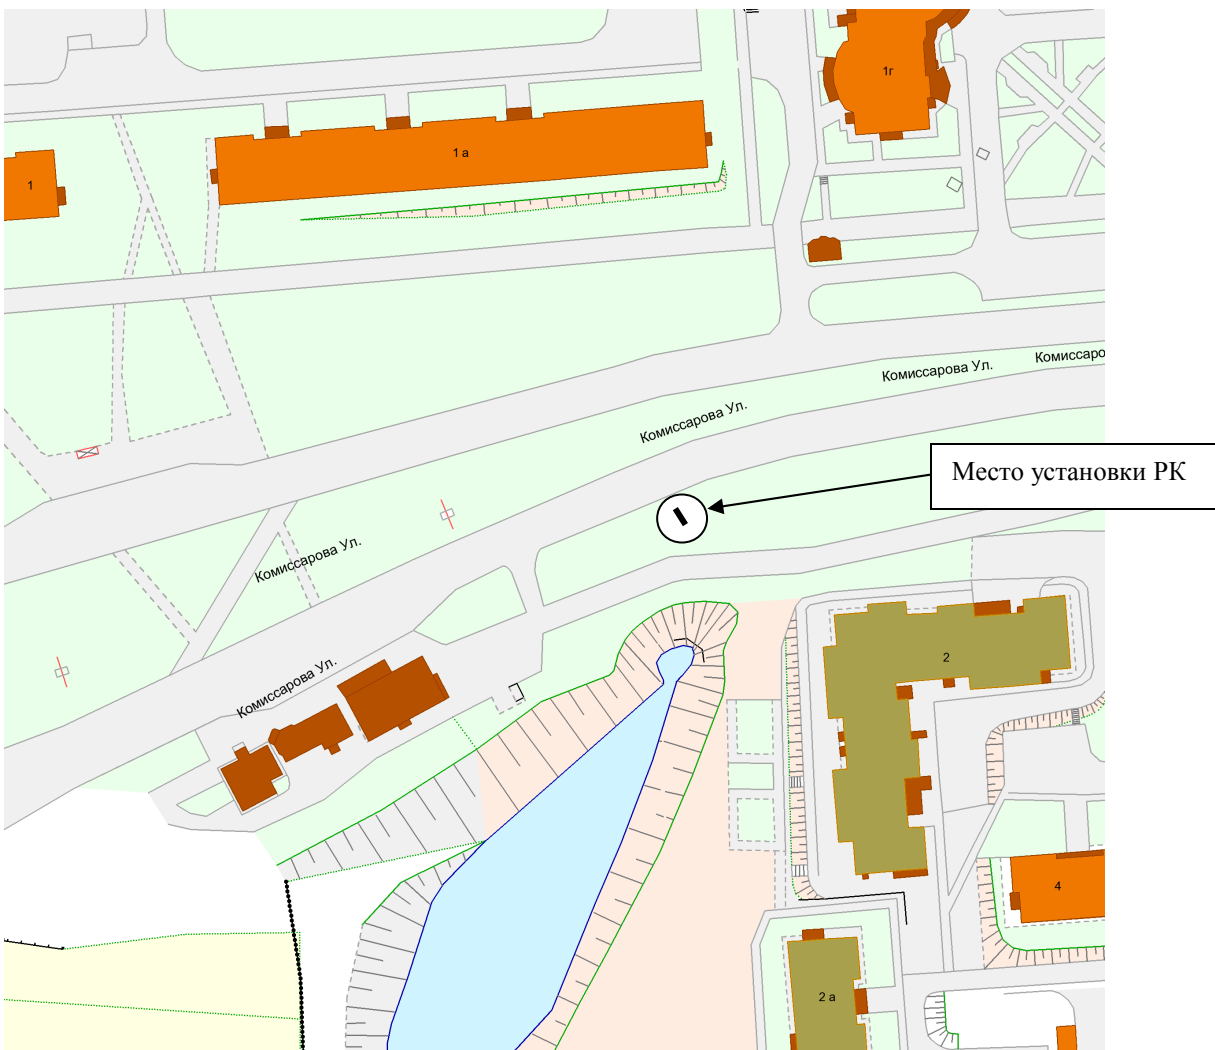 1г
1 а
1
Комиссаро
Комиссарова Ул.
Комиссарова Ул.
Место установки РК
Комиссарова Ул.
2
Комиссарова Ул.
4
2 а